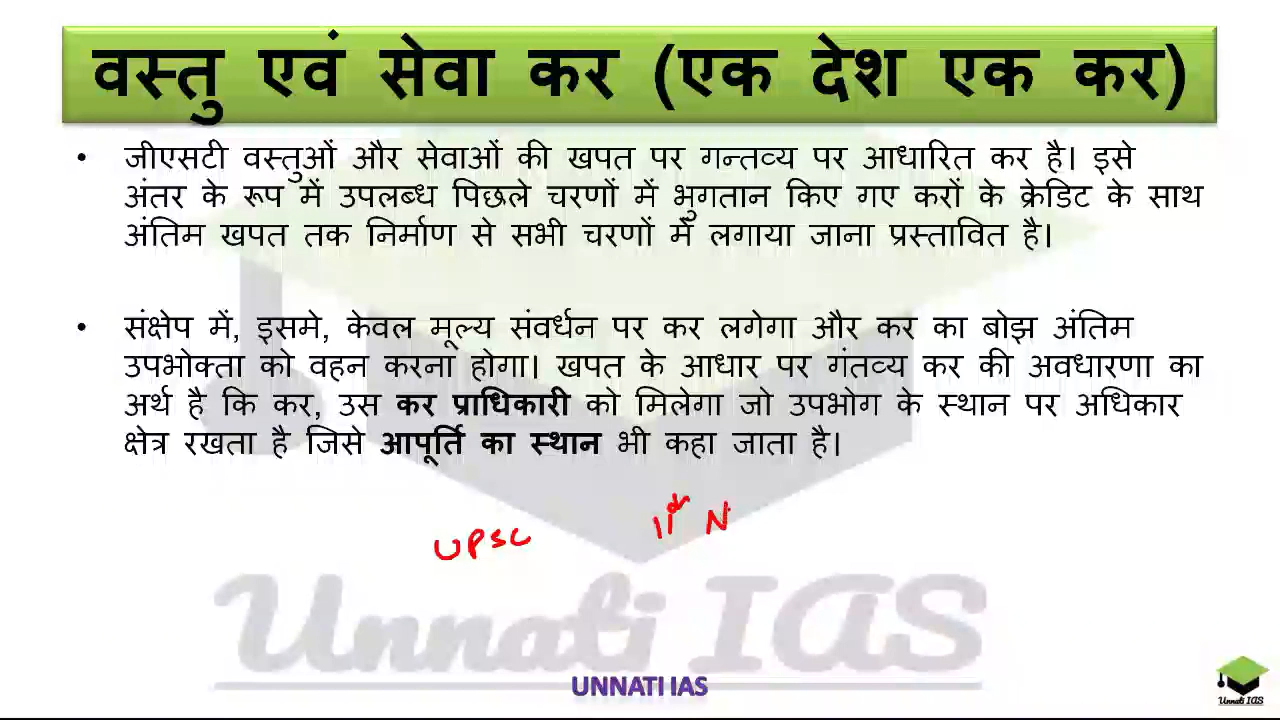 वस्तु एवं सेवा कर (एक देश एक कर)
• जीएसटी वस्तुओं और सेवाओं की खपत पर गन्तव्य पर आधारित कर है। इसे
अंतर के रूप में उपलब्ध पिछले चरणों में भुगतान किए गए करों के क्रेडिट के साथ
अंतिम खपत तक निर्माण से सभी चरणों में लगाया जाना प्रस्तावित है।
• संक्षेप में, इसमे, केवल मूल्य संवर्धन पर कर लगेगा और कर का बोझ अंतिम
उपभोक्ता को वहन करना होगा। खपत के आधार पर गंतव्य कर की अवधारणा का
अर्थ है कि कर, उस कर प्राधिकारी को मिलेगा जो उपभोग के स्थान पर अधिकार
क्षेत्र रखता है जिसे आपूर्ति का स्थान भी कहा जाता है।
UPSC 11th N
Unnati IAS
UNNATI IAS
Unnati IAS